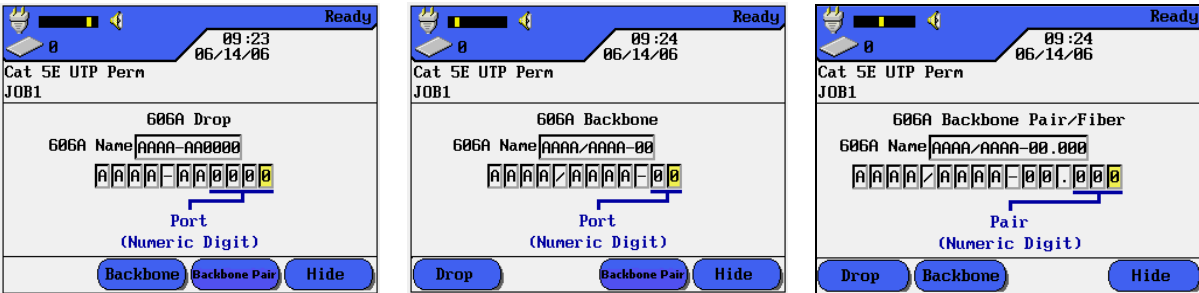 Ready
0
09:23
06/14/06
Cat 5E UTP Perm
JOB1
606A Drop
606A Name AAAA-AA0000
AAAA-AA0000
Port
(Numeric Digit)
Backbone Backbone Pair Hide
Ready
0
09:24
06/14/06
Cat 5E UTP Perm
JOB1
606A Backbone
606A Name AAAA/AAAA-00
AAAA/AAAA-00
Port
(Numeric Digit)
Drop Backbone Pair Hide
Ready
0
09:24
06/14/06
Cat 5E UTP Perm
JOB1
606A Backbone Pair/Fiber
606A Name AAAA/AAAA-00.000
AAAA/AAAA-00.000
Pair
(Numeric Digit)
Drop Backbone Hide